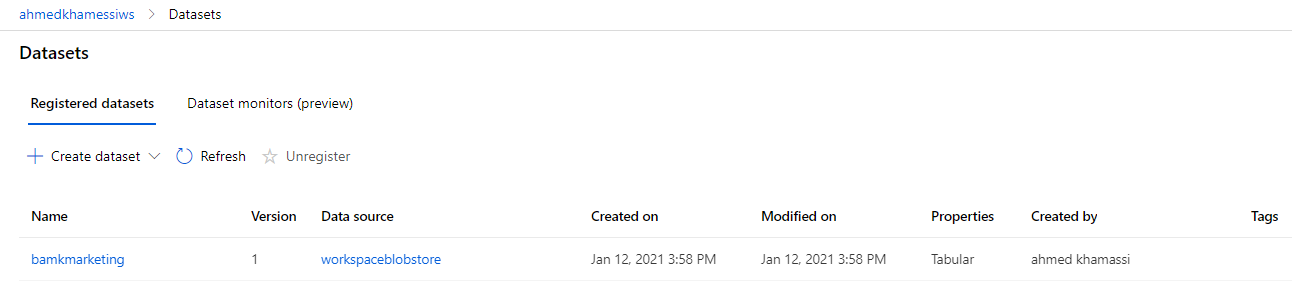 ahmedkhamessiws > Datasets
Datasets
Registered datasets Dataset monitors (preview)
Create dataset Refresh Unregister
Name Version Data source Created on Modified on Properties Created by Tags
bamkmarketing 1 workspaceblobstore Jan 12, 2021 3:58 PM Jan 12, 2021 3:58 PM Tabular ahmed khamassi